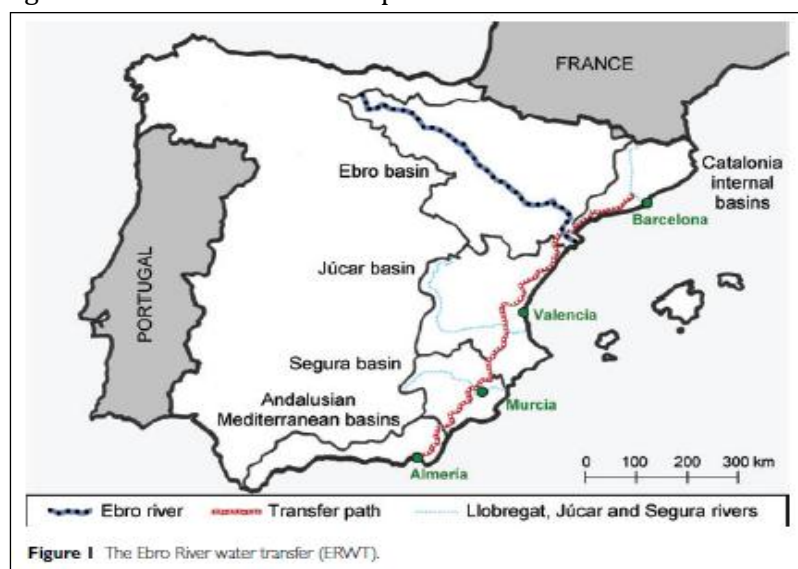 FRANCE
Catalonia
internal
basins
Ebro basin
Barcelona
Júcar basin
PORTUGAL
Valencia
Segura basin
Andalusian
Mediterranean basins
Murcia
Almería
0 100 200 300 km
Ebro river Transfer path Llobregat, Júcar and Segura rivers
Figure 1 The Ebro River water transfer (ERWT).